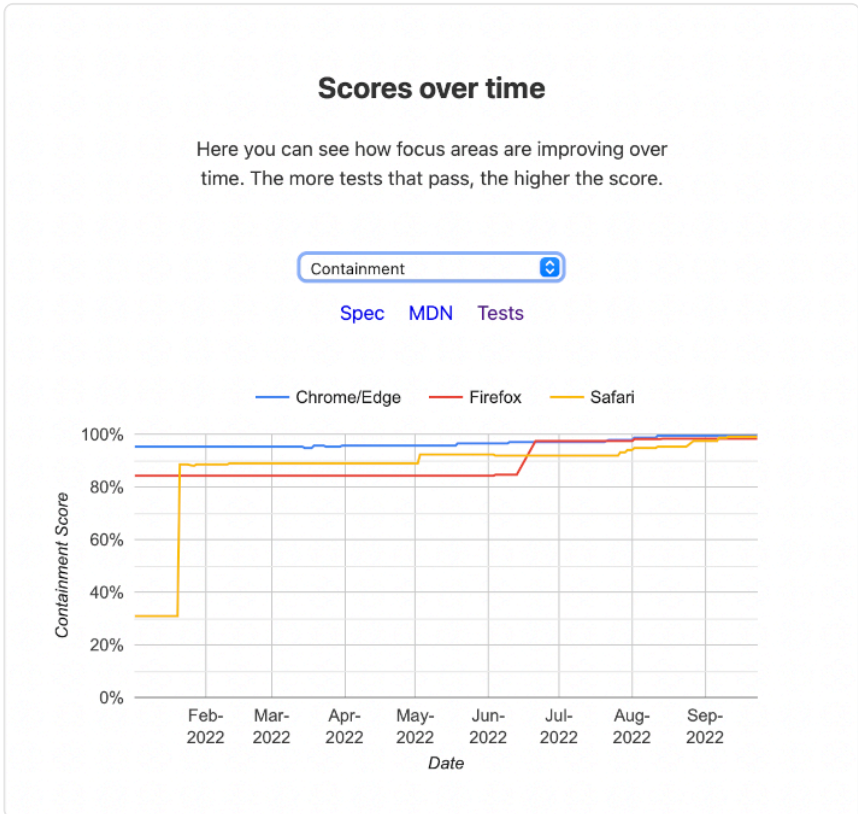 Scores over time
Here you can see how focus areas are improving over
time. The more tests that pass, the higher the score.
Containment
Spec MDN Tests
Chrome/Edge Firefox Safari
Containment Score
100%
80%
60%
40%
20%
0%
Feb- Mar- Apr- May- Jun- Jul- Aug- Sep-
2022 2022 2022 2022 2022 2022 2022 2022
Date